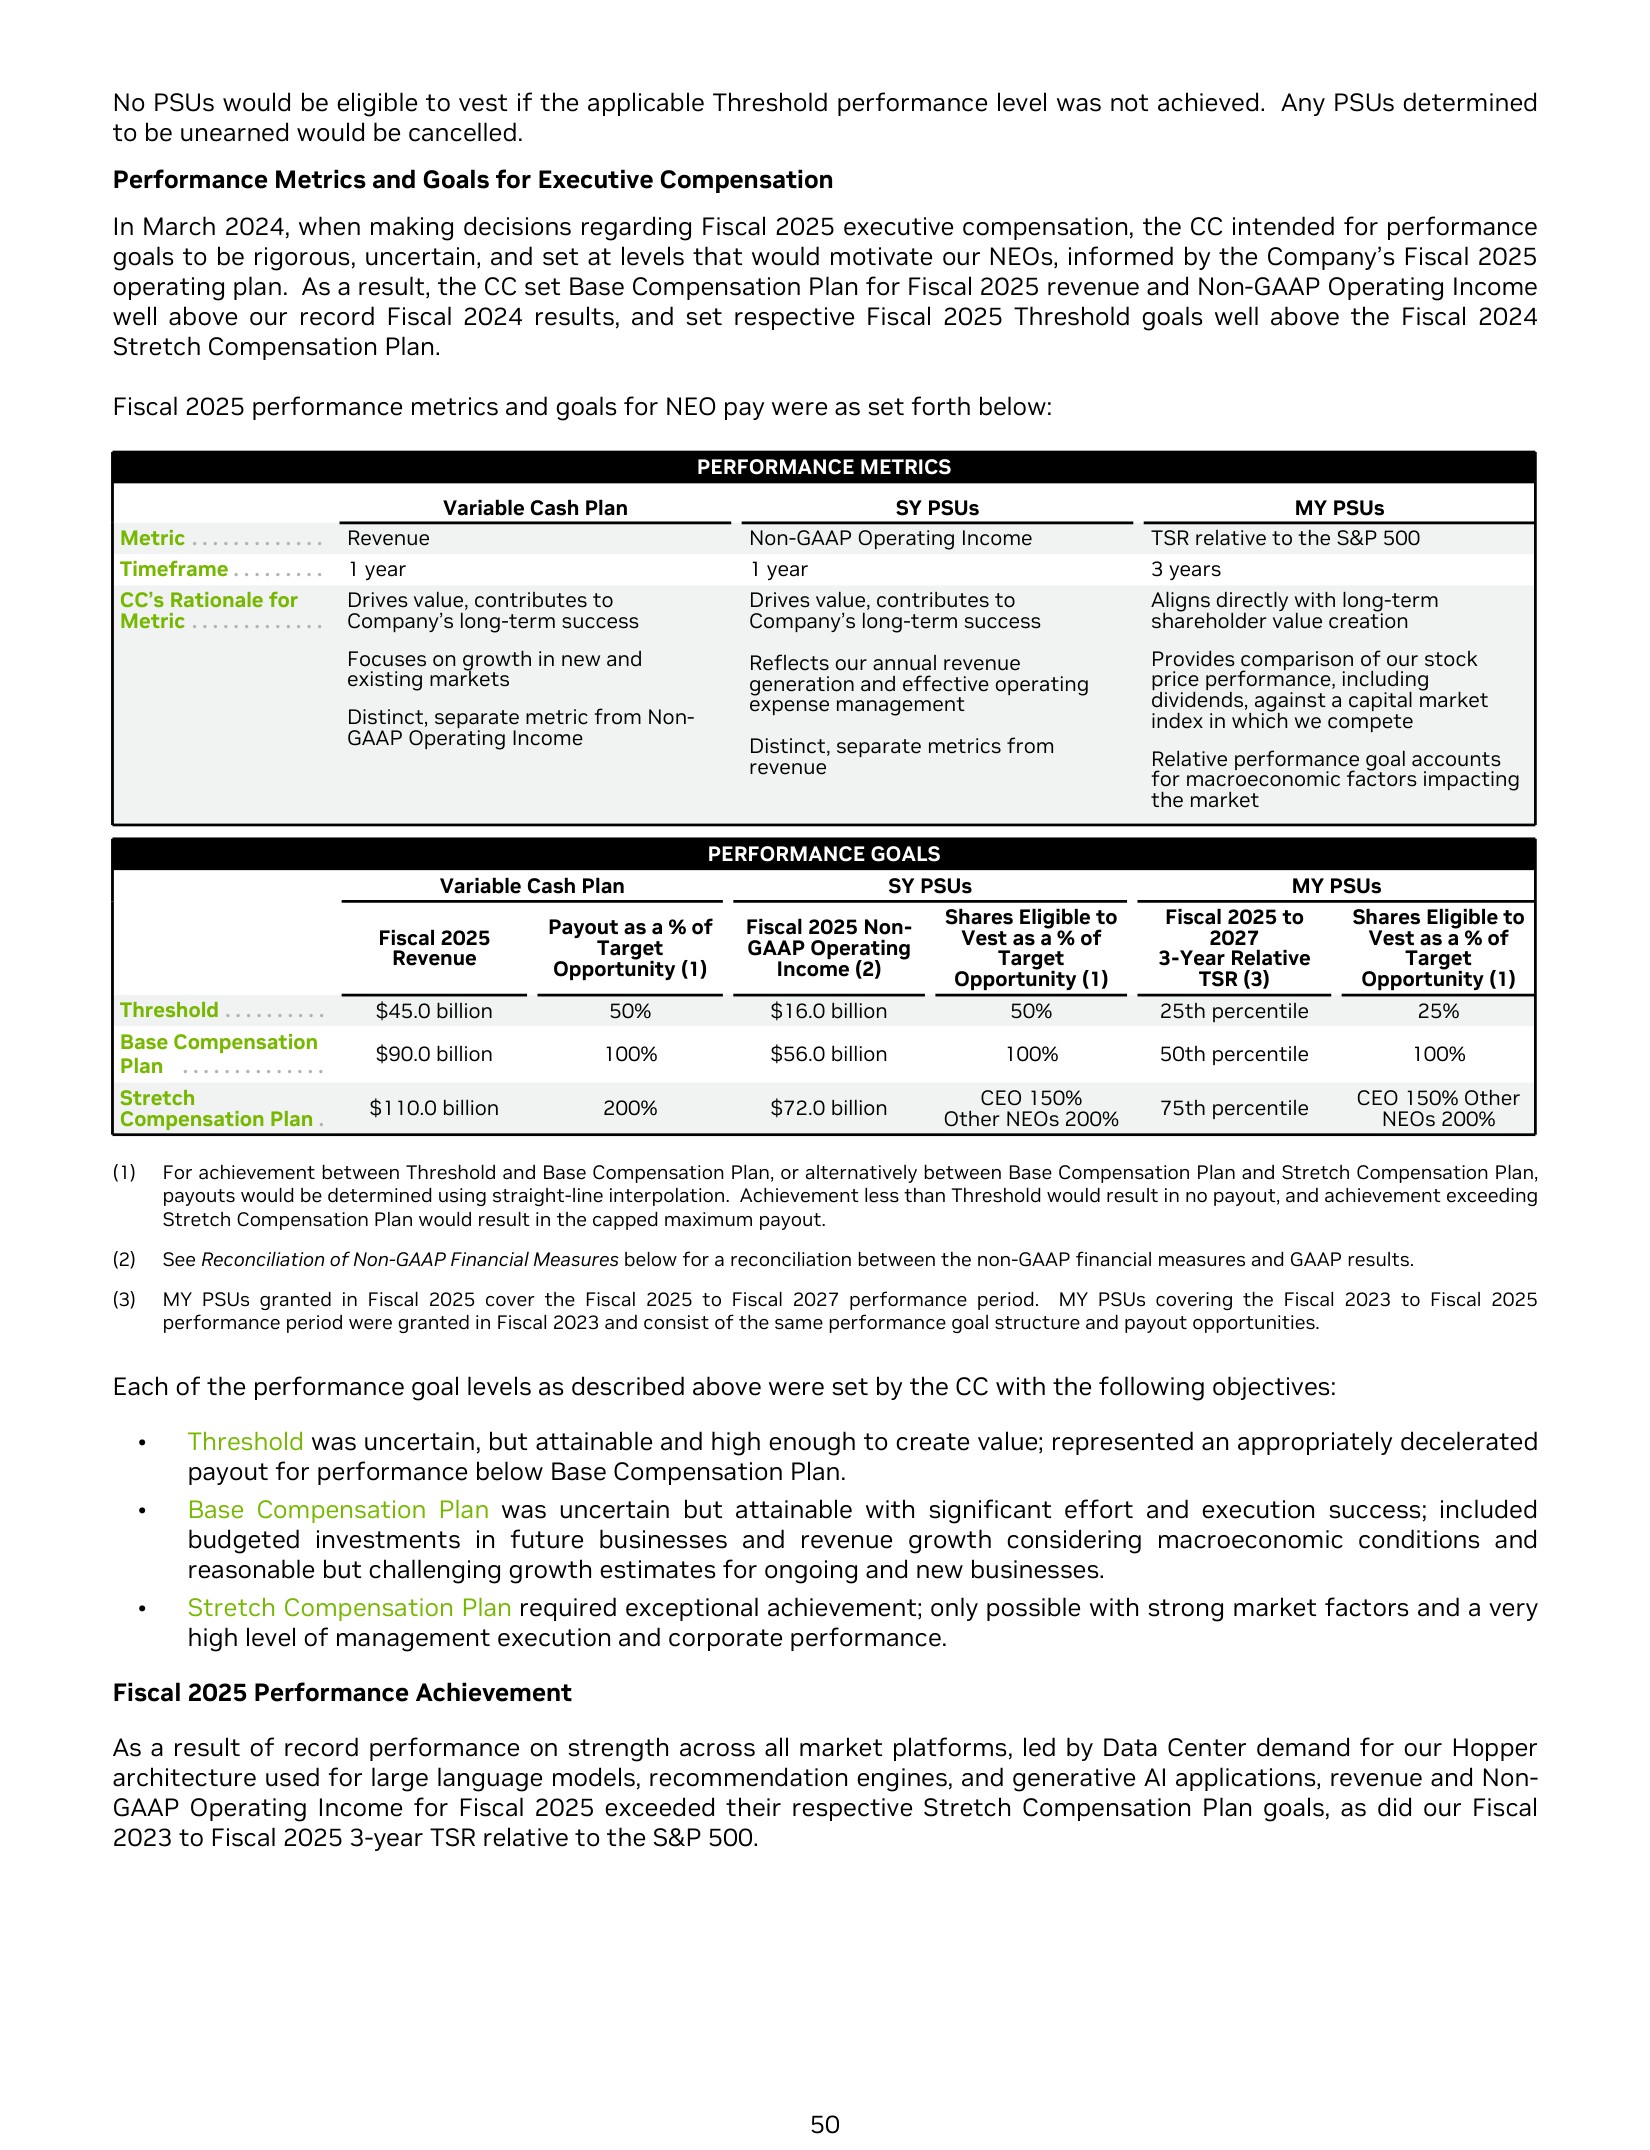 No PSUs would be eligible to vest if the applicable Threshold performance level was not achieved.  Any PSUs determined
to be unearned would be cancelled.
Performance Metrics and Goals for Executive Compensation
In March 2024, when making decisions regarding Fiscal 2025 executive compensation, the CC intended for performance
goals to be rigorous, uncertain, and set at levels that would motivate our NEOs, informed by the Company's Fiscal 2025
operating plan.  As a result, the CC set Base Compensation Plan for Fiscal 2025 revenue and Non-GAAP Operating Income
well above our record Fiscal 2024 results, and set respective Fiscal 2025 Threshold goals well above the Fiscal 2024
Stretch Compensation Plan.
Fiscal 2025 performance metrics and goals for NEO pay were as set forth below:
PERFORMANCE METRICS
Variable Cash Plan SY PSUs MY PSUs
Metric . . . . . . . . . . . . . Revenue Non-GAAP Operating Income TSR relative to the S&P 500
Timeframe . . . . . . . . . 1 year 1 year 3 years
CC's Rationale for Drives value, contributes to Drives value, contributes to Aligns directly with long-term
Metric . . . . . . . . . . . . . Company's long-term success Company's long-term success shareholder value creation
Focuses on growth in new and Reflects our annual revenue Provides comparison of our stock
existing markets generation and effective operating price performance, including
expense management dividends, against a capital market
Distinct, separate metric from Non- index in which we compete
GAAP Operating Income Distinct, separate metrics from
revenue Relative performance goal accounts
for macroeconomic factors impacting
the market
PERFORMANCE GOALS
Variable Cash Plan SY PSUs MY PSUs
Fiscal 2025 Payout as a % of Fiscal 2025 Non- Shares Eligible to Fiscal 2025 to Shares Eligible to
Revenue Target GAAP Operating Vest as a % of 2027 Vest as a % of
Opportunity (1) Income (2) Target 3-Year Relative Target
Opportunity (1) TSR (3) Opportunity (1)
Threshold . . . . . . . . . . $45.0 billion 50% $16.0 billion 50% 25th percentile 25%
Base Compensation
Plan . . . . . . . . . . . . . . $90.0 billion 100% $56.0 billion 100% 50th percentile 100%
Stretch CEO 150% CEO 150% Other
Compensation Plan . $110.0 billion 200% $72.0 billion Other NEOs 200% 75th percentile NEOs 200%
(1) For achievement between Threshold and Base Compensation Plan, or alternatively between Base Compensation Plan and Stretch Compensation Plan,
payouts would be determined using straight-line interpolation.  Achievement less than Threshold would result in no payout, and achievement exceeding
Stretch Compensation Plan would result in the capped maximum payout.
(2) See Reconciliation of Non-GAAP Financial Measures below for a reconciliation between the non-GAAP financial measures and GAAP results.
(3) MY PSUs granted in Fiscal 2025 cover the Fiscal 2025 to Fiscal 2027 performance period.  MY PSUs covering the Fiscal 2023 to Fiscal 2025
performance period were granted in Fiscal 2023 and consist of the same performance goal structure and payout opportunities.
Each of the performance goal levels as described above were set by the CC with the following objectives:
• Threshold was uncertain, but attainable and high enough to create value; represented an appropriately decelerated
payout for performance below Base Compensation Plan.
• Base Compensation Plan was uncertain but attainable with significant effort and execution success; included
budgeted investments in future businesses and revenue growth considering macroeconomic conditions and
reasonable but challenging growth estimates for ongoing and new businesses.
• Stretch Compensation Plan required exceptional achievement; only possible with strong market factors and a very
high level of management execution and corporate performance.
Fiscal 2025 Performance Achievement
As a result of record performance on strength across all market platforms, led by Data Center demand for our Hopper
architecture used for large language models, recommendation engines, and generative AI applications, revenue and Non-
GAAP Operating Income for Fiscal 2025 exceeded their respective Stretch Compensation Plan goals, as did our Fiscal
2023 to Fiscal 2025 3-year TSR relative to the S&P 500.
50